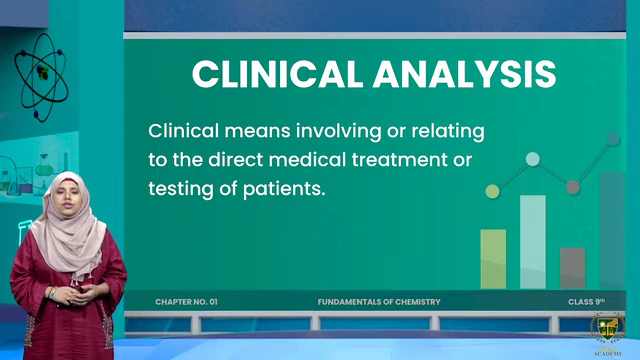 CLINICAL ANALYSIS
Clinical means involving or relating
to the direct medical treatment or
testing of patients.
CHAPTER NO. 01
FUNDAMENTALS OF CHEMISTRY
CLASS 9th
ACADEMY